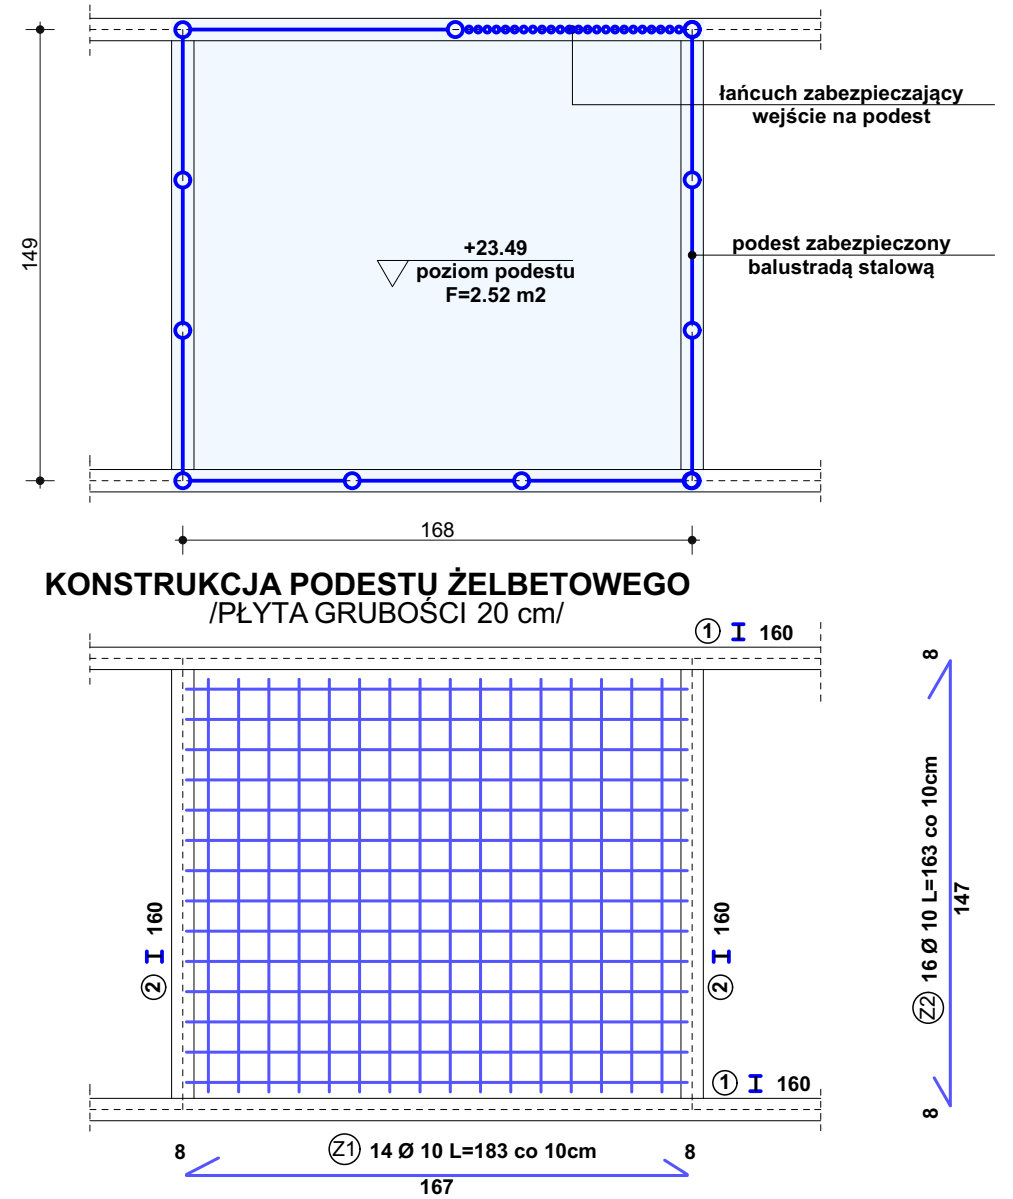 łańcuch zabezpieczający
wejście na podest
podest zabezpieczony
balustradą stalową
+23.49
poziom podestu
F=2.52 m2
149
168
KONSTRUKCJA PODESTU ŻELBETOWEGO
/PŁYTA GRUBOŚCI 20 cm/
1 160
8
2 160
2 160
Z2 16 Ø 10 L=163 co 10cm
147
1 160
8
8 Z1 14 Ø 10 L=183 co 10cm 8
167